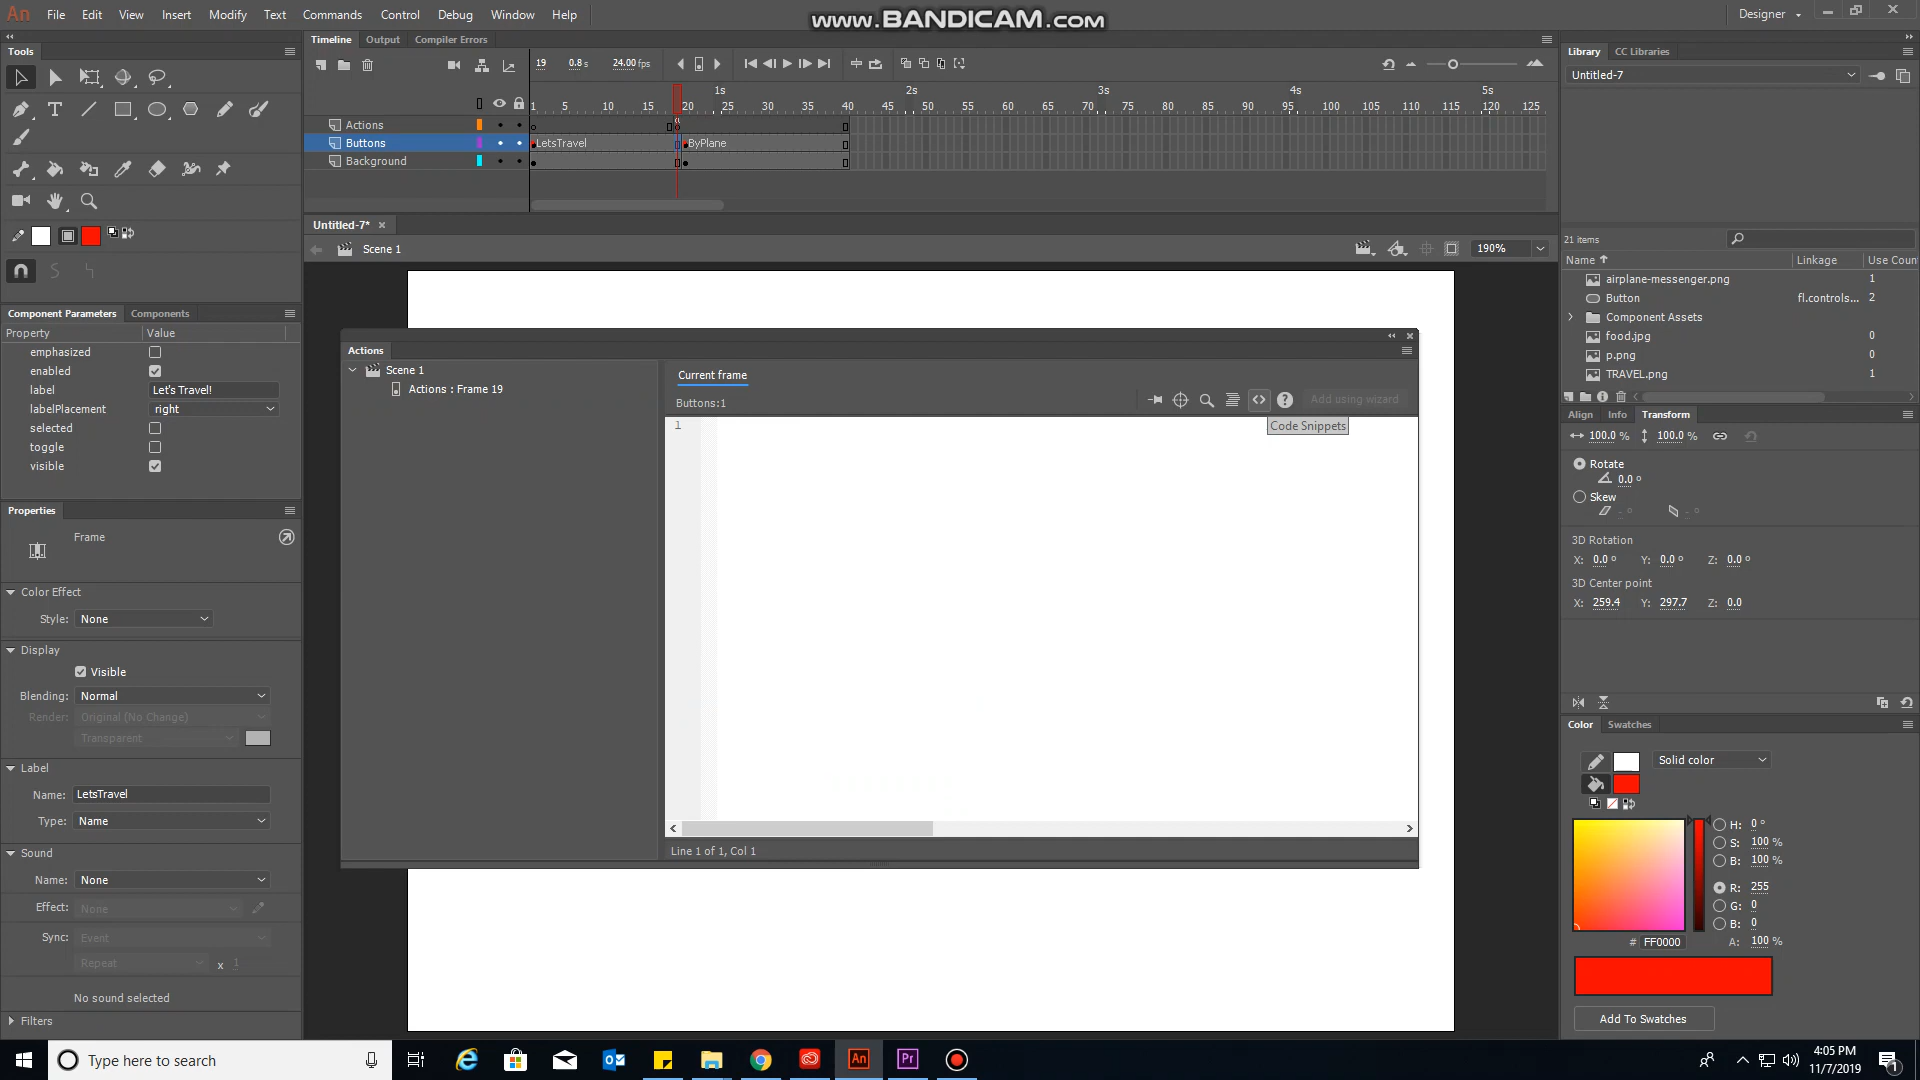 An File Edit View Insert Modify Text Commands Control Debug Window Help
www.BANDICAM.com
Designer
Tools
Timeline Output Compiler Errors
Library CC Libraries
19 0.8 s 24.00 fps
Untitled-7
1s 2s 3s 4s 5s
1 5 10 15 20 25 30 35 40 45 50 55 60 65 70 75 80 85 90 95 100 105 110 115 120 125
Actions
Buttons LetsTravel ByPlane
Background
Untitled-7*
Scene 1
190%
21 items
Name Linkage Use Count
airplane-messenger.png 1
Button fl.controls... 2
Component Assets
food.jpg 0
p.png 0
TRAVEL.png 1
Component Parameters Components
Property Value
emphasized
enabled
label Let's Travel!
labelPlacement right
selected
toggle
visible
Actions
Scene 1
Actions : Frame 19
Current frame
Buttons:1
Add using wizard
Code Snippets
1
Line 1 of 1, Col 1
Align Info Transform
100.0 % 100.0 %
Rotate
0.0 °
Skew
- ° - °
3D Rotation
X: 0.0 ° Y: 0.0 ° Z: 0.0 °
3D Center point
X: 259.4 Y: 297.7 Z: 0.0
Properties
Frame
Color Effect
Style: None
Display
Visible
Blending: Normal
Render: Original (No Change)
Transparent
Label
Name: LetsTravel
Type: Name
Sound
Name: None
Effect: None
Sync: Event
Repeat x 1
No sound selected
Filters
Color Swatches
Solid color
H: 0 °
S: 100 %
B: 100 %
R: 255
G: 0
B: 0
# FF0000 A: 100 %
Add To Swatches
Type here to search
An Pr
4:05 PM
11/7/2019
1